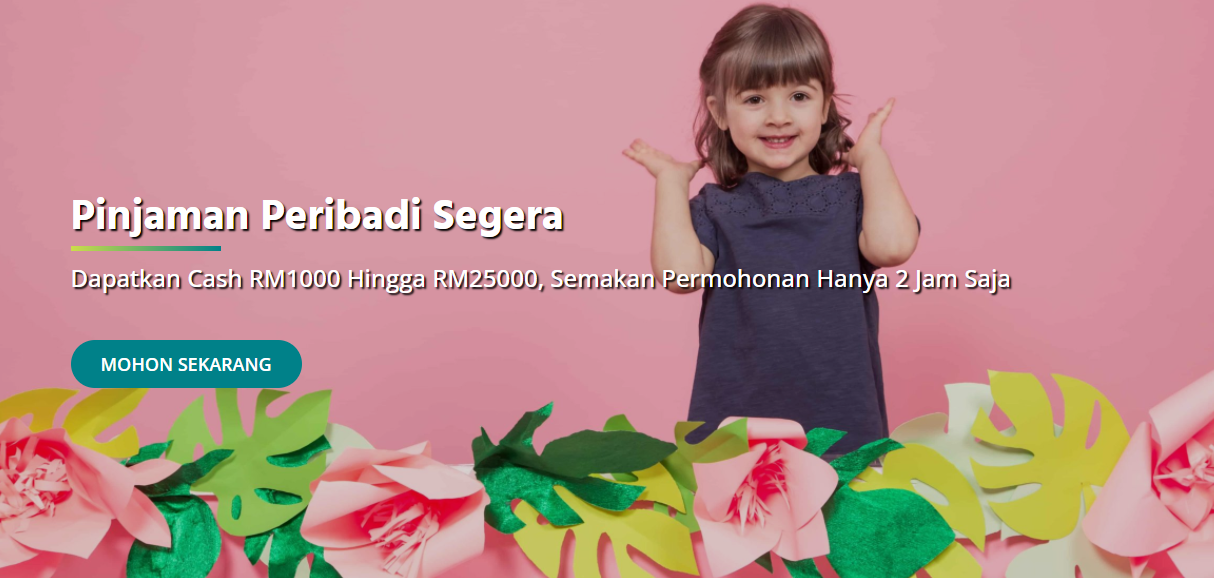 Pinjaman Peribadi Segera
Dapatkan Cash RM1000 Hingga RM25000, Semakan Permohonan Hanya 2 Jam Saja
MOHON SEKARANG